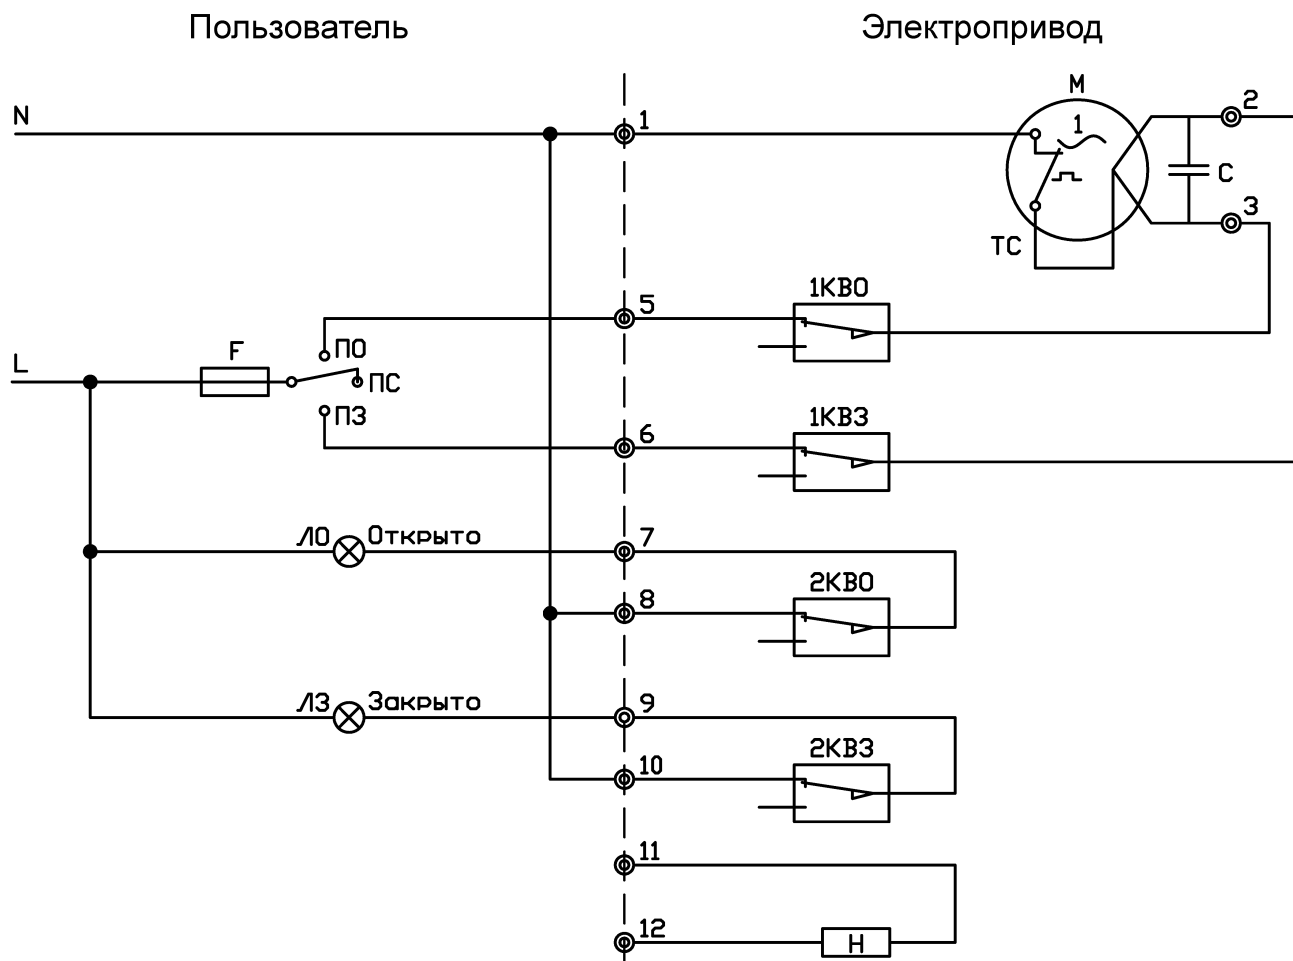 Пользователь
Электропривод
N
1
М
1
2
C
3
ТС
5
1КВО
L
F
ПО
ПС
ПЗ
6
1КВЗ
ЛО
Открыто
7
2КВО
8
ЛЗ
Закрыто
9
2КВЗ
10
11
12
Н